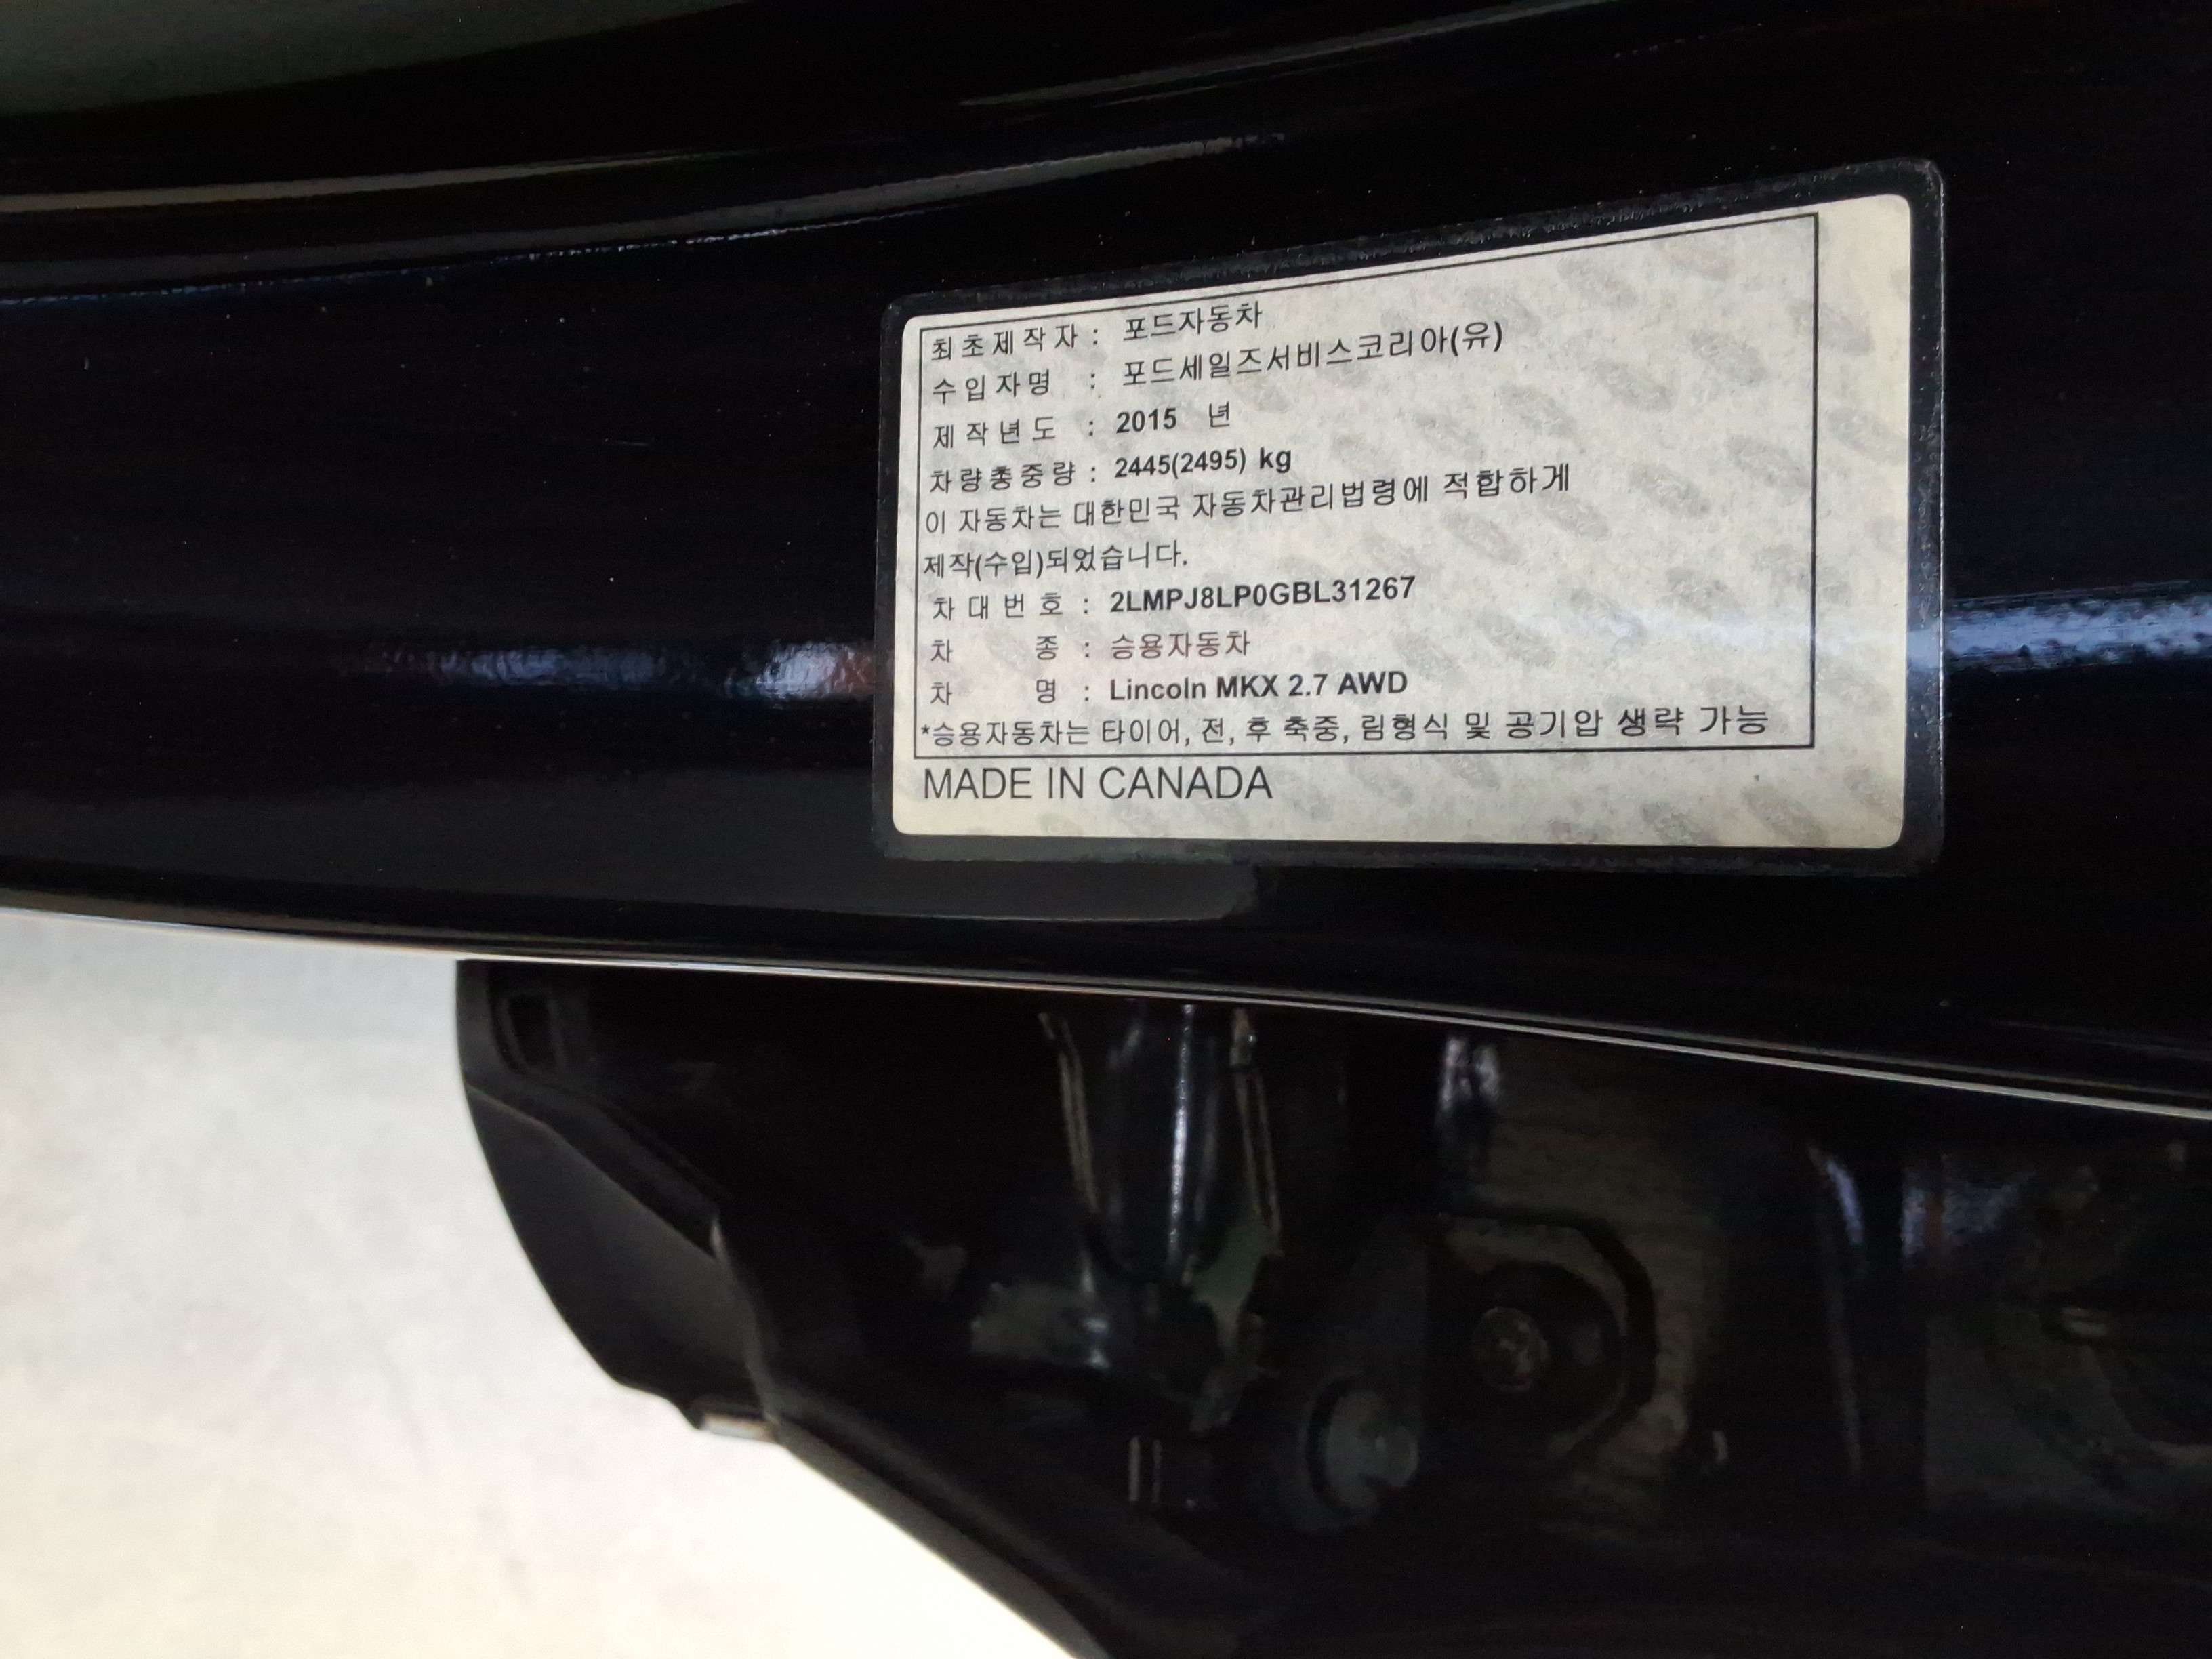 최초제작자 : 포드자동차
수입자명 : 포드세일즈서비스코리아(유)
제작년도 : 2015 년
차량총중량 : 2445(2495) kg
이 자동차는 대한민국 자동차관리법령에 적합하게
제작(수입)되었습니다.
차대번호 : 2LMPJ8LP0GBL31267
차 종 : 승용자동차
차 명 : Lincoln MKX 2.7 AWD
*승용자동차는 타이어, 전, 후 축중, 림형식 및 공기압 생략 가능
MADE IN CANADA